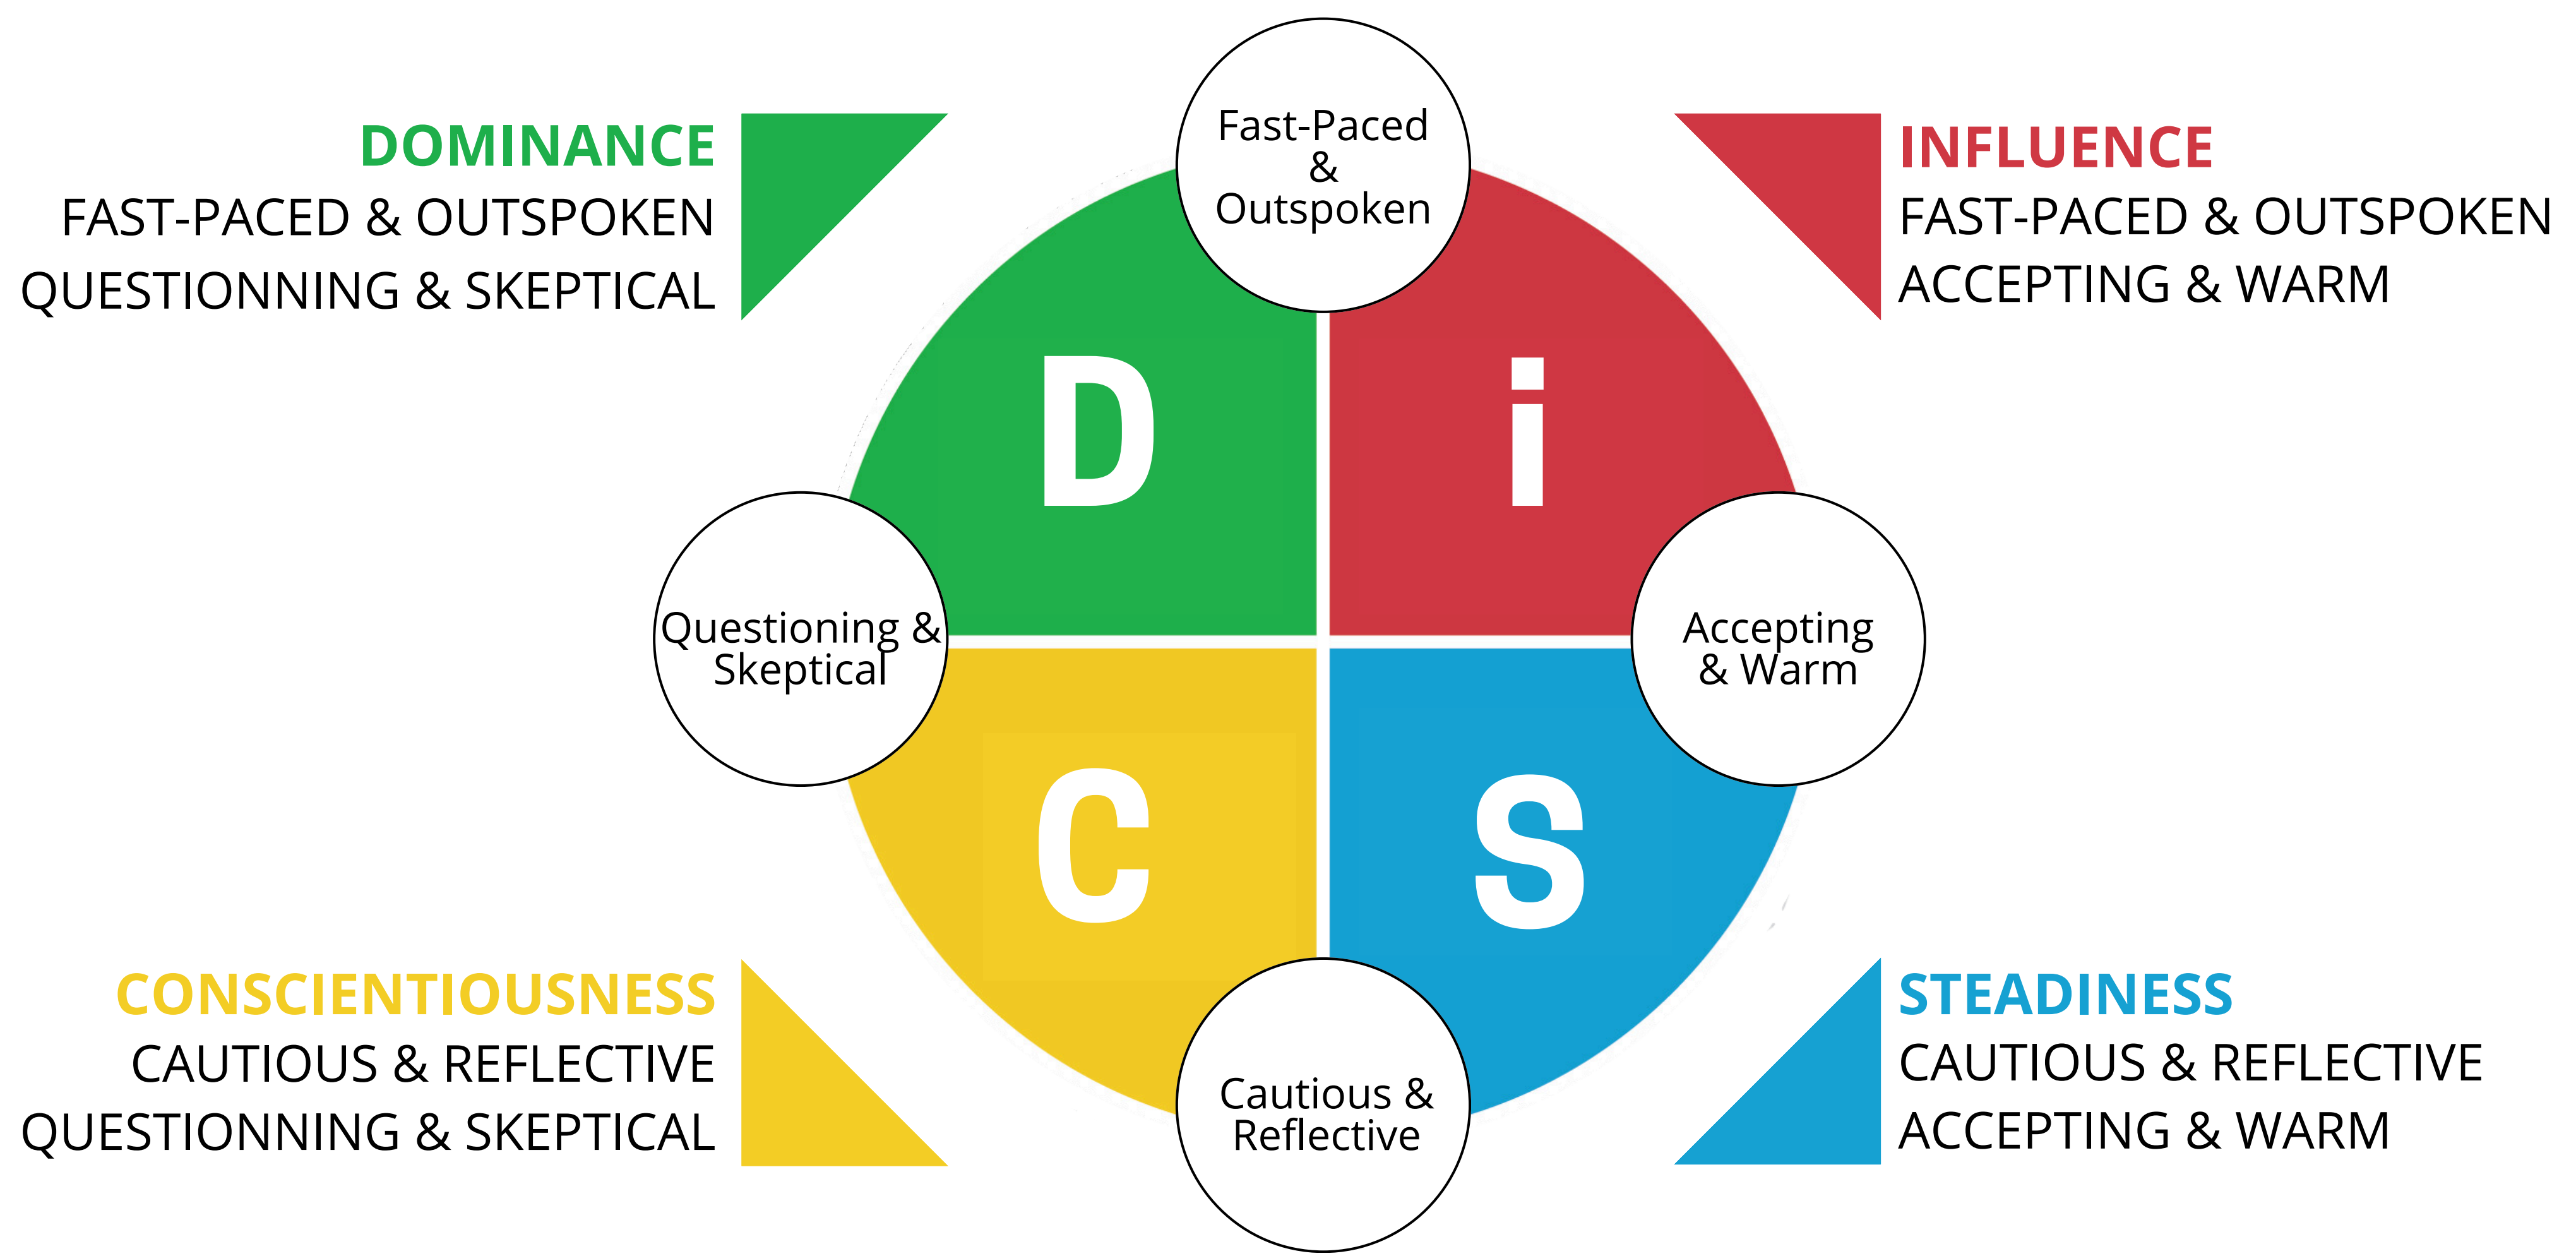 DOMINANCE
FAST-PACED & OUTSPOKEN
QUESTIONNING & SKEPTICAL
Fast-Paced
&
Outspoken
INFLUENCE
FAST-PACED & OUTSPOKEN
ACCEPTING & WARM
D
i
Questioning &
Skeptical
Accepting
& Warm
C
S
CONSCIENTIOUSNESS
CAUTIOUS & REFLECTIVE
QUESTIONNING & SKEPTICAL
Cautious &
Reflective
STEADINESS
CAUTIOUS & REFLECTIVE
ACCEPTING & WARM